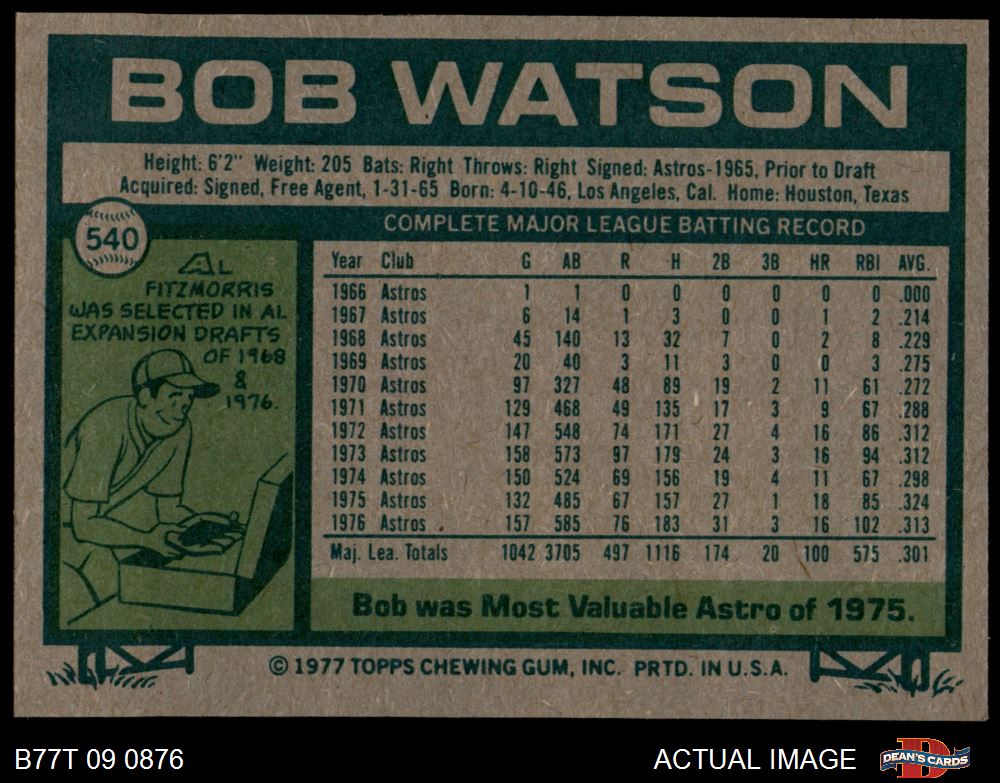 BOB WATSON
Height: 6'2" Weight: 205 Bats: Right Throws: Right Signed: Astros-1965, Prior to Draft
Acquired: Signed, Free Agent, 1-31-65 Born: 4-10-46, Los Angeles, Cal. Home: Houston, Texas
540
COMPLETE MAJOR LEAGUE BATTING RECORD
AL
FITZMORRIS
WAS SELECTED IN AL
EXPANSION DRAFTS
OF 1968
&
1976.
Year Club G AB R H 2B 3B HR RBI AVG.
1966 Astros 1 1 0 0 0 0 0 0 .000
1967 Astros 6 14 1 3 0 0 1 2 .214
1968 Astros 45 140 13 32 7 0 2 8 .229
1969 Astros 20 40 3 11 3 0 0 3 .275
1970 Astros 97 327 48 89 19 2 11 61 .272
1971 Astros 129 468 49 135 17 3 9 67 .288
1972 Astros 147 548 74 171 27 4 16 86 .312
1973 Astros 158 573 97 179 24 3 16 94 .312
1974 Astros 150 524 69 156 19 4 11 67 .298
1975 Astros 132 485 67 157 27 1 18 85 .324
1976 Astros 157 585 76 183 31 3 16 102 .313
Maj. Lea. Totals 1042 3705 497 1116 174 20 100 575 .301
Bob was Most Valuable Astro of 1975.
© 1977 TOPPS CHEWING GUM, INC. PRTD. IN U.S.A.
B77T 09 0876
ACTUAL IMAGE
D
DEAN'S CARDS